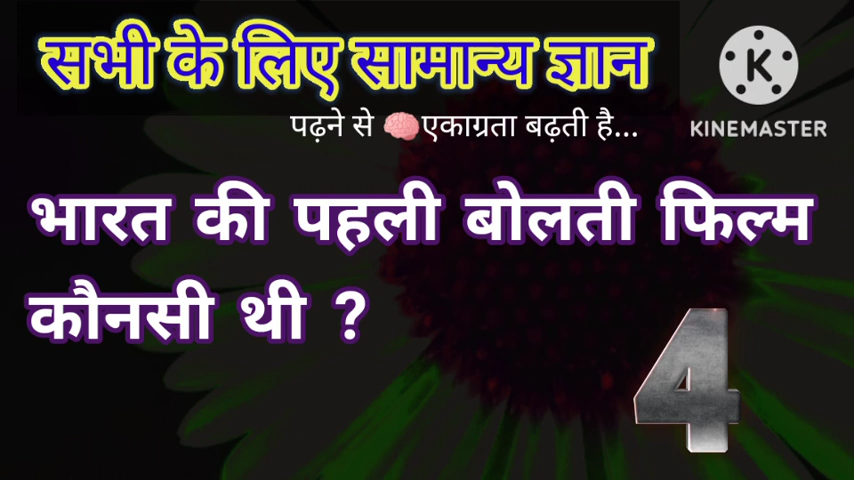 सभी के लिए सामान्य ज्ञान
पढ़ने से 🧠एकाग्रता बढ़ती है...
KINEMASTER
भारत की पहली बोलती फिल्म
कौनसी थी ?
4